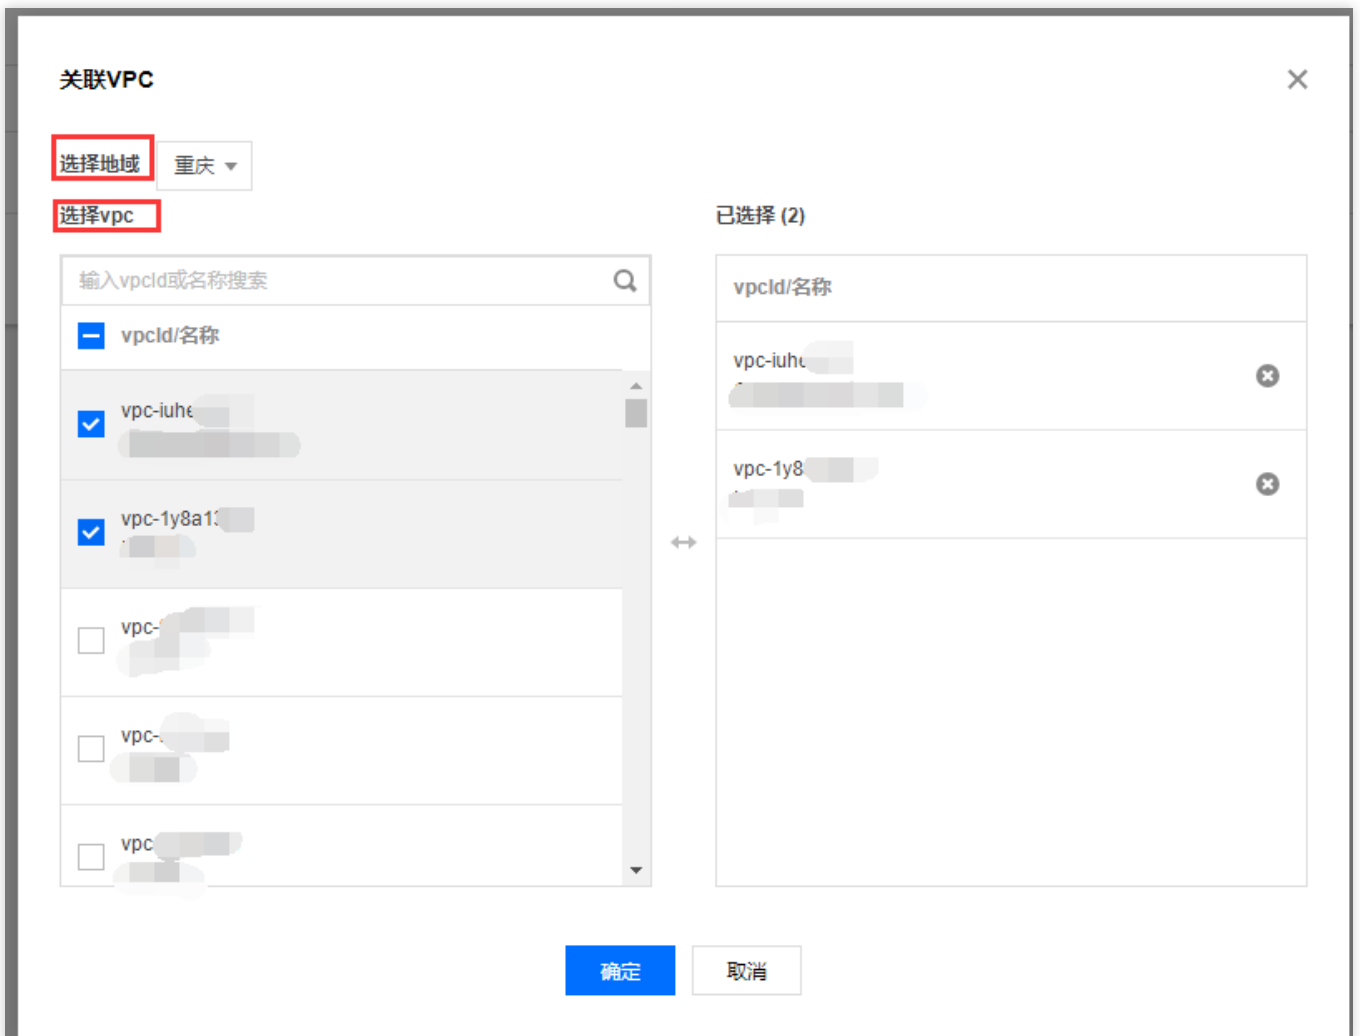 关联VPC
选择地域
重庆
选择vpc
已选择 (2)
输入vpcId或名称搜索
vpcId/名称
vpcId/名称
vpc-iuhe
vpc-iuhe
vpc-1y8a13
vpc-1y8
vpc-
vpc-
vpc
确定
取消